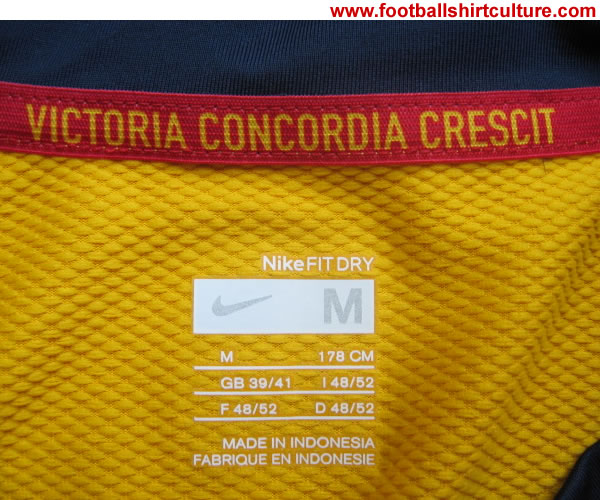 www.footballshirtculture.com
VICTORIA CONCORDIA CRESCIT
NikeFIT DRY
M
M 178 CM
GB 39/41 I 48/52
F 48/52 D 48/52
MADE IN INDONESIA
FABRIQUE EN INDONESIE